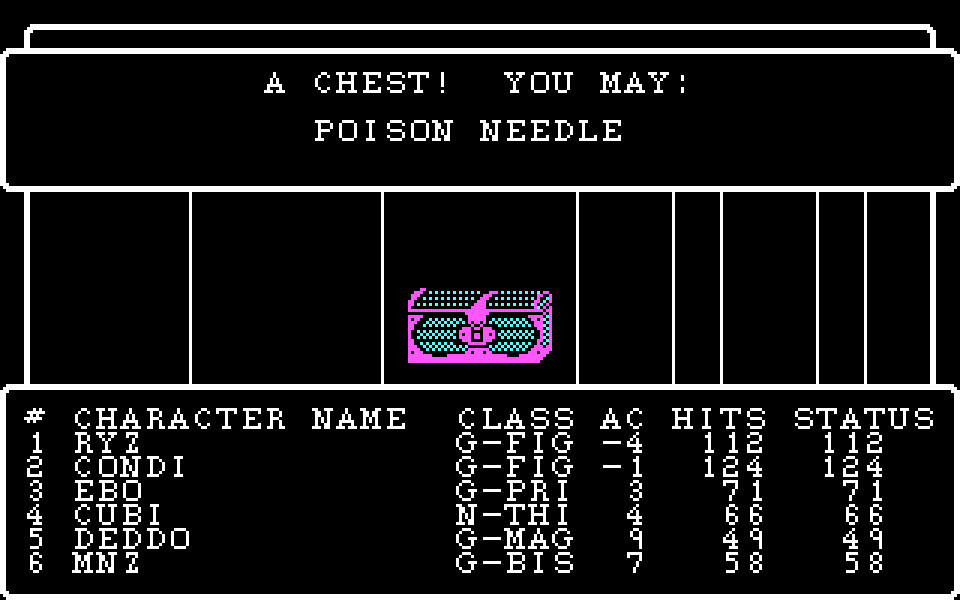 A CHEST!  YOU MAY:
POISON NEEDLE
# CHARACTER NAME  CLASS AC HITS STATUS
1 RYZ G-FIG -4 112 112
2 CONDI G-FIG -1 124 124
3 EBO G-PRI 3 71 71
4 CUBI N-THI 4 66 66
5 DEDDO G-MAG 9 49 49
6 MNZ G-BIS 7 58 58